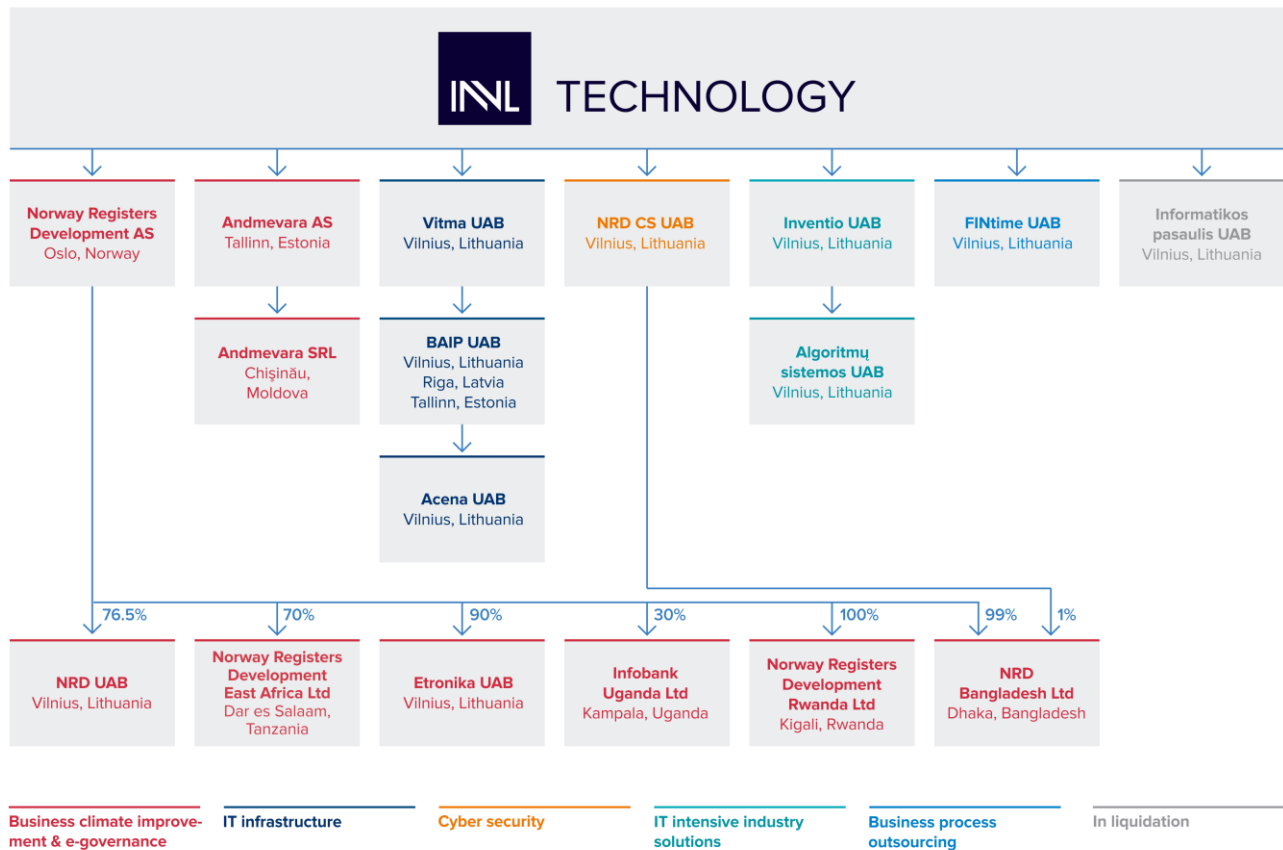 INVL TECHNOLOGY
Norway Registers
Development AS
Oslo, Norway
Andmevara AS
Tallinn, Estonia
Vitma UAB
Vilnius, Lithuania
NRD CS UAB
Vilnius, Lithuania
Inventio UAB
Vilnius, Lithuania
FINtime UAB
Vilnius, Lithuania
Informatikos
pasaulis UAB
Vilnius, Lithuania
Andmevara SRL
Chişinău,
Moldova
BAIP UAB
Vilnius, Lithuania
Riga, Latvia
Tallinn, Estonia
Algoritmų
sistemos UAB
Vilnius, Lithuania
Acena UAB
Vilnius, Lithuania
76.5%
70%
90%
30%
100%
99%
1%
NRD UAB
Vilnius, Lithuania
Norway Registers
Development
East Africa Ltd
Dar es Salaam,
Tanzania
Etronika UAB
Vilnius, Lithuania
Infobank
Uganda Ltd
Kampala, Uganda
Norway Registers
Development
Rwanda Ltd
Kigali, Rwanda
NRD
Bangladesh Ltd
Dhaka, Bangladesh
Business climate improve-
ment & e-governance
IT infrastructure
Cyber security
IT intensive industry
solutions
Business process
outsourcing
In liquidation